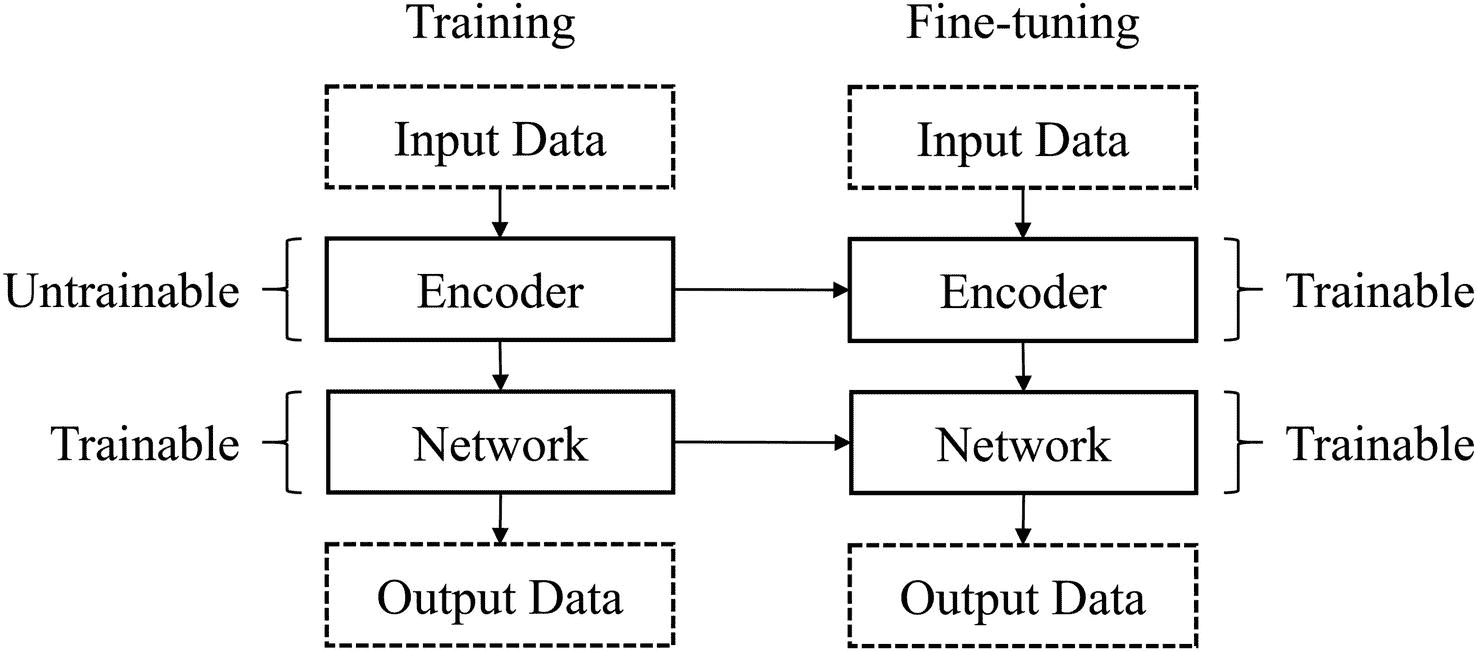 Training
Fine-tuning
Input Data
Input Data
Untrainable
Encoder
Encoder
Trainable
Trainable
Network
Network
Trainable
Output Data
Output Data